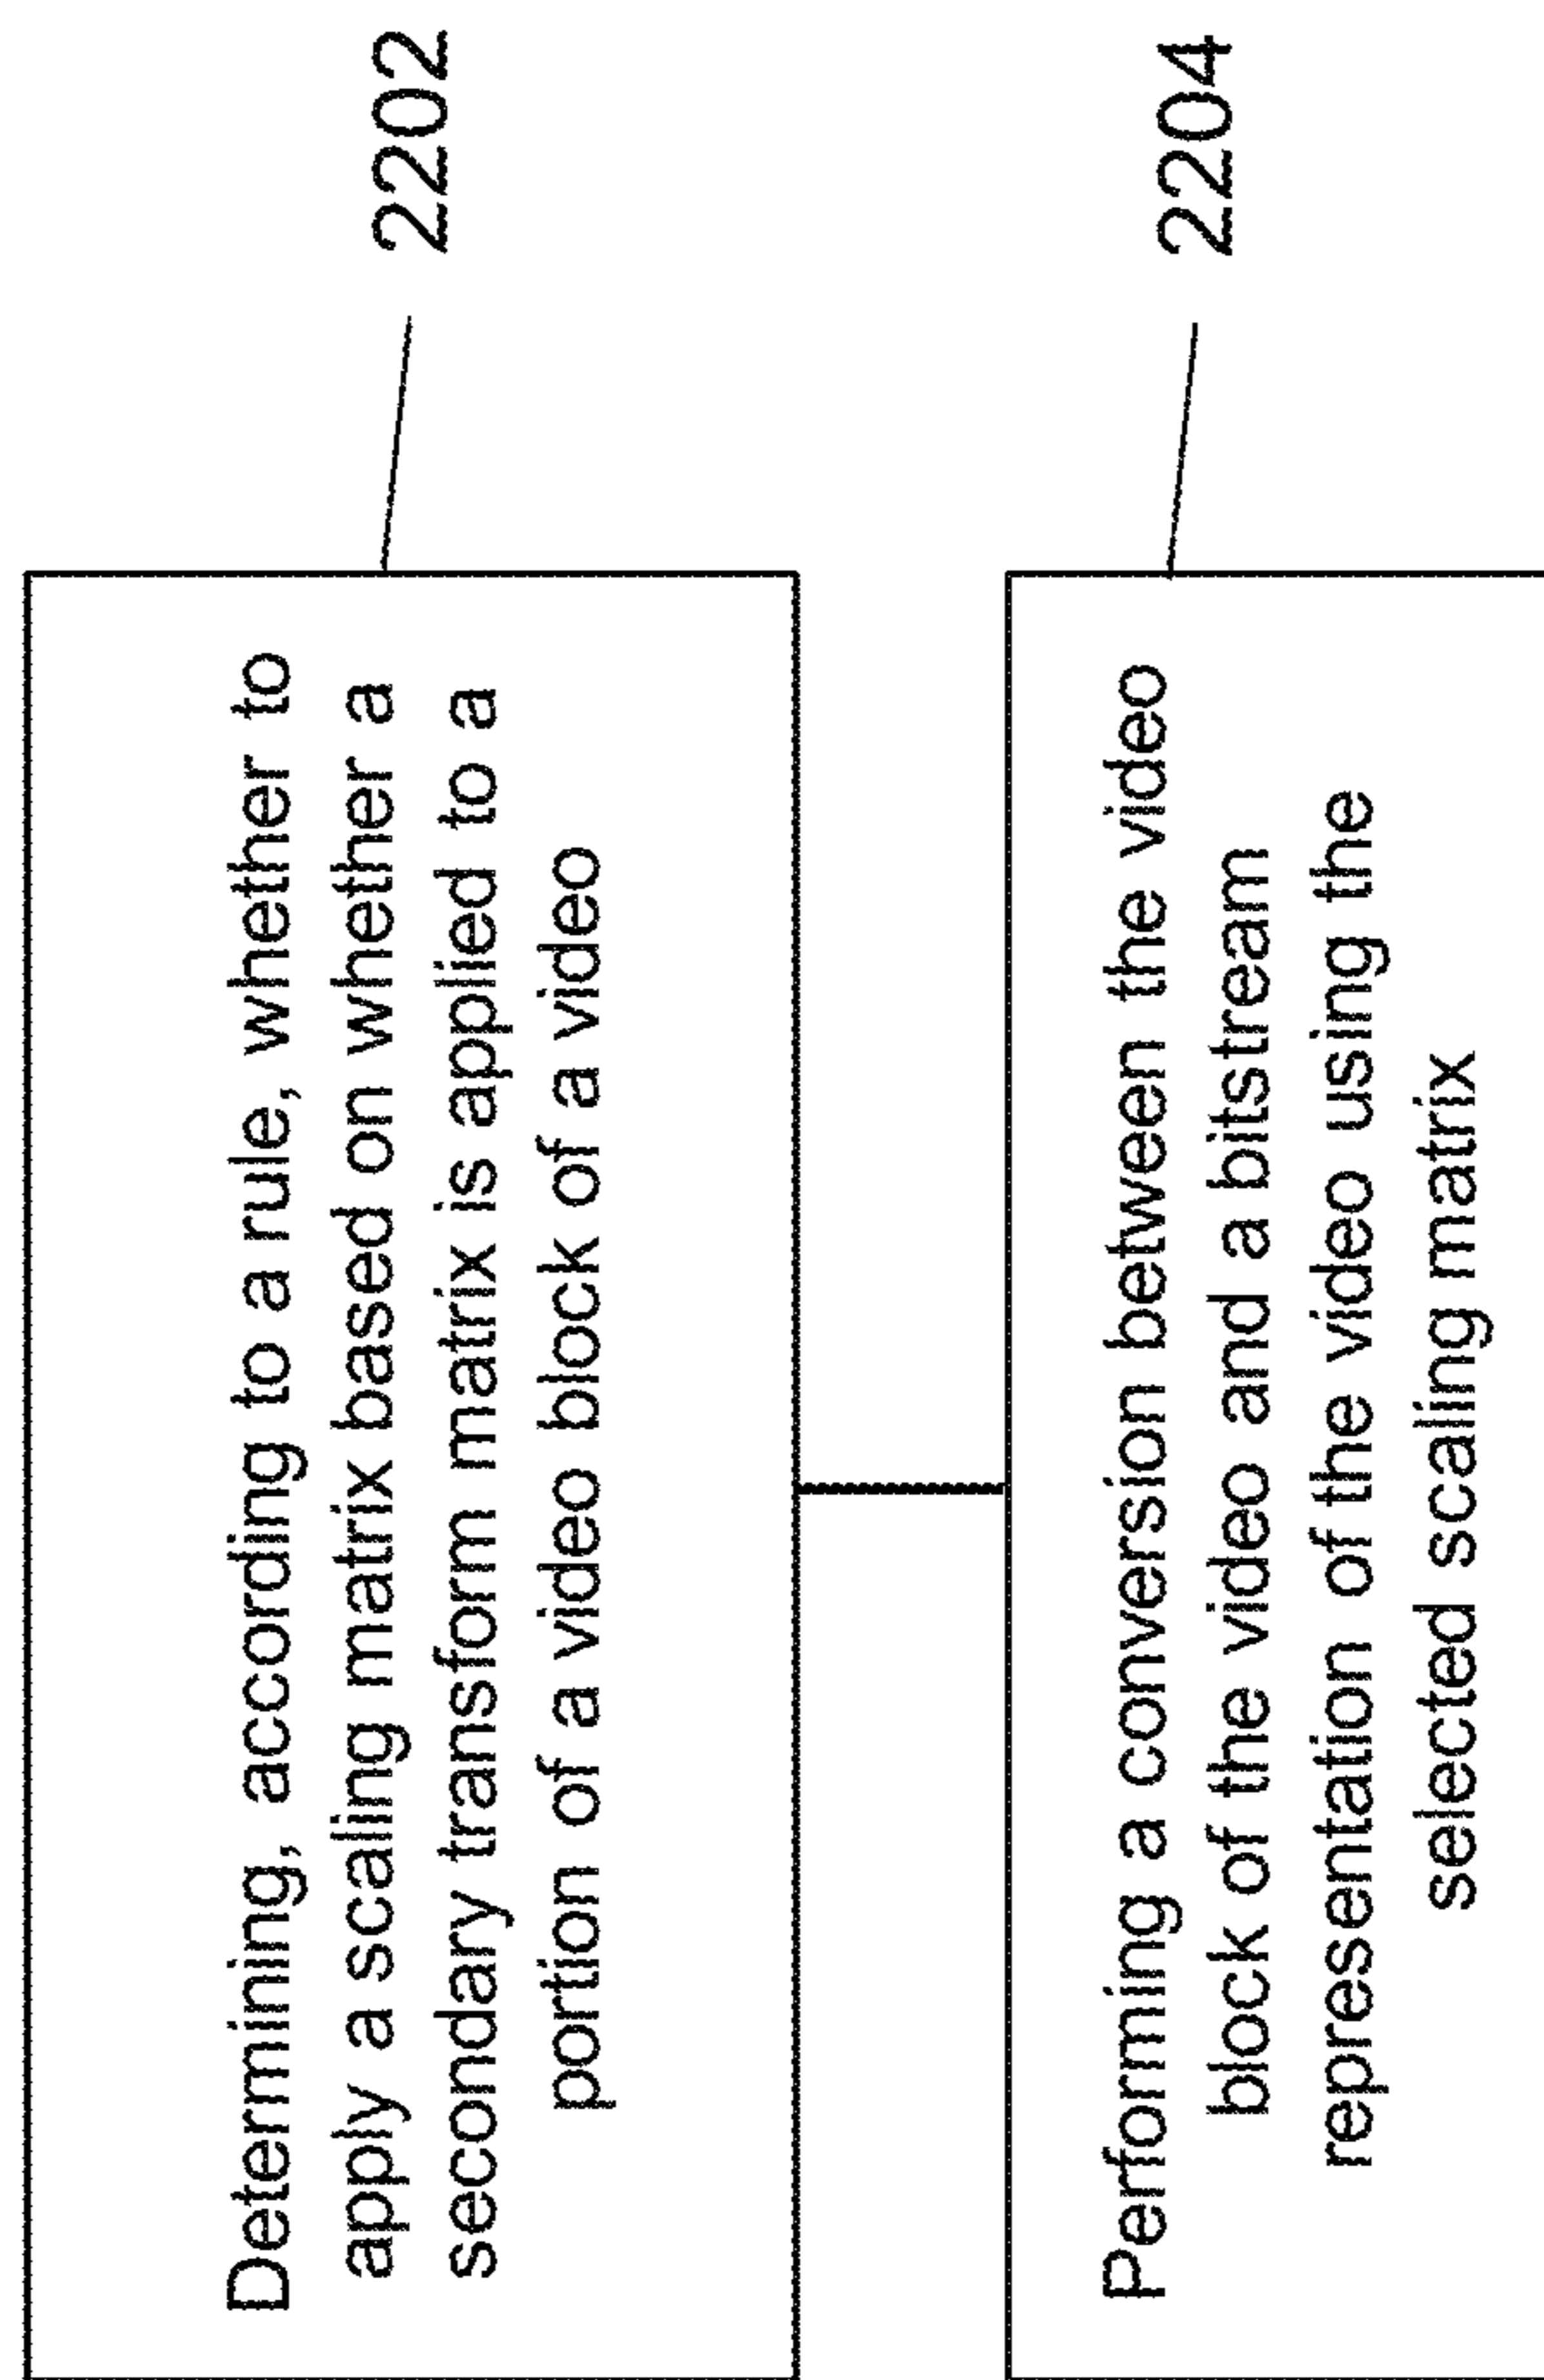 Determining, according to a rule, whether to
apply a scaling matrix based on whether a
secondary transform matrix is applied to a
portion of a video block of a video
2202
Performing a conversion between the video
block of the video and a bitstream
representation of the video using the
selected scaling matrix
2204